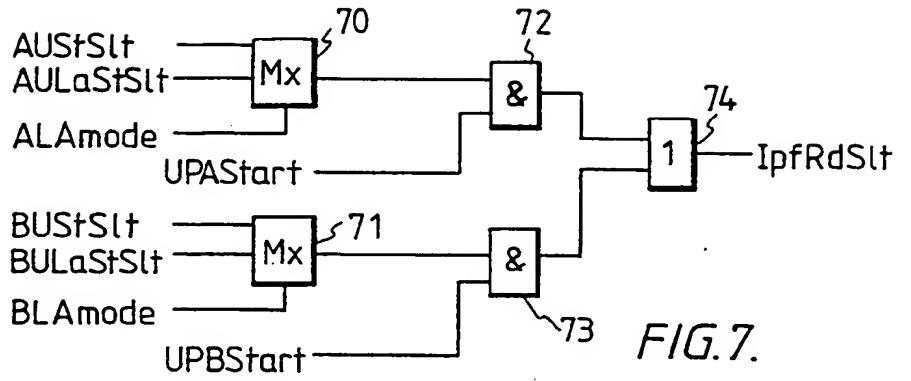 AUStSlt
AULaStSlt
ALAmode
Mx
70
UPAStart
&
72
1
74
IpfRdSlt
BUStSlt
BULaStSlt
BLAmode
Mx
71
UPBStart
&
73
FIG.7.